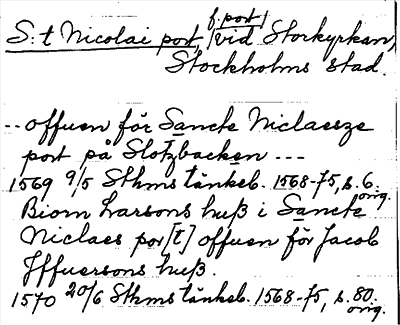 S:t Nicolai port, f. port / vid Storkyrkan,
Stockholms stad.
-- offuen för Sancte Niclaesze
port på Slotzbacken ---
1569 9/5 Sthms tänkeb. 1568-75, s. 6. orig.
Biorn Larsons huß i Sancte
Niclaes por[t] offuen för Jacob
Iffuersons huß.
1570 20/6 Sthms tänkeb. 1568-75, s. 80. orig.